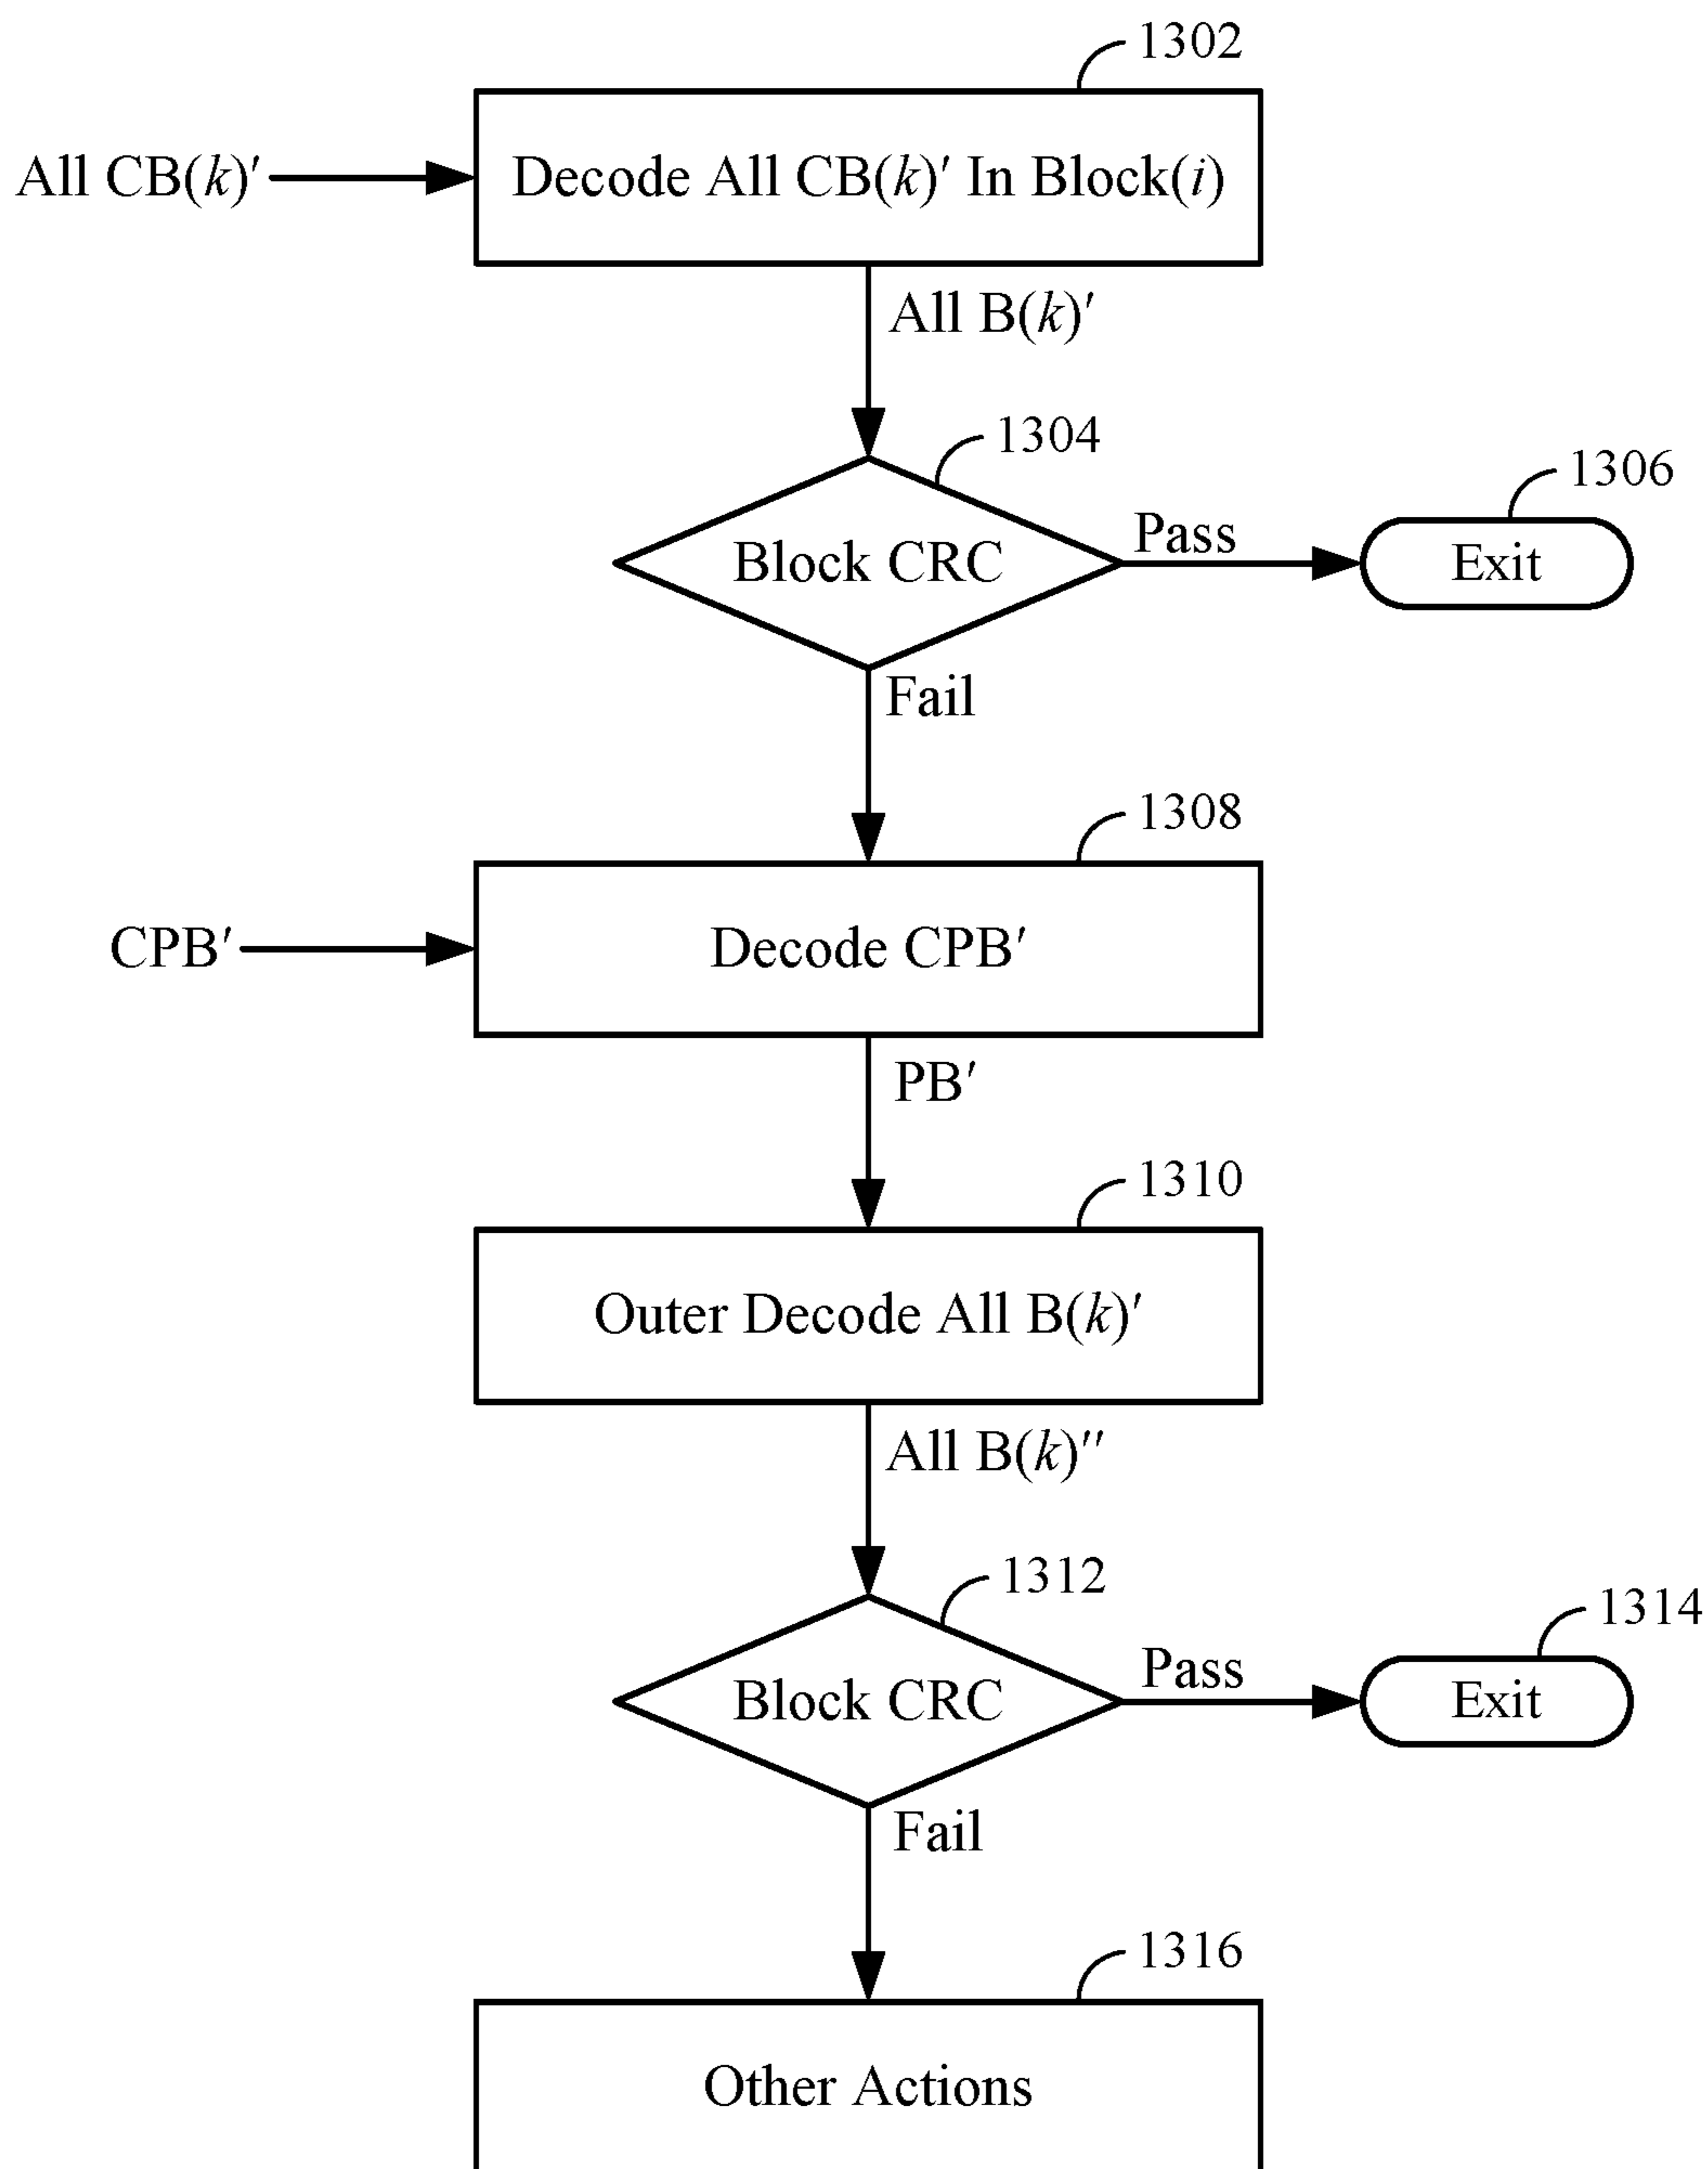 1302
All CB(k)′
Decode All CB(k)′ In Block(i)
All B(k)′
1304
1306
Block CRC
Pass
Exit
Fail
1308
CPB′
Decode CPB′
PB′
1310
Outer Decode All B(k)′
All B(k)′′
1312
1314
Block CRC
Pass
Exit
Fail
1316
Other Actions